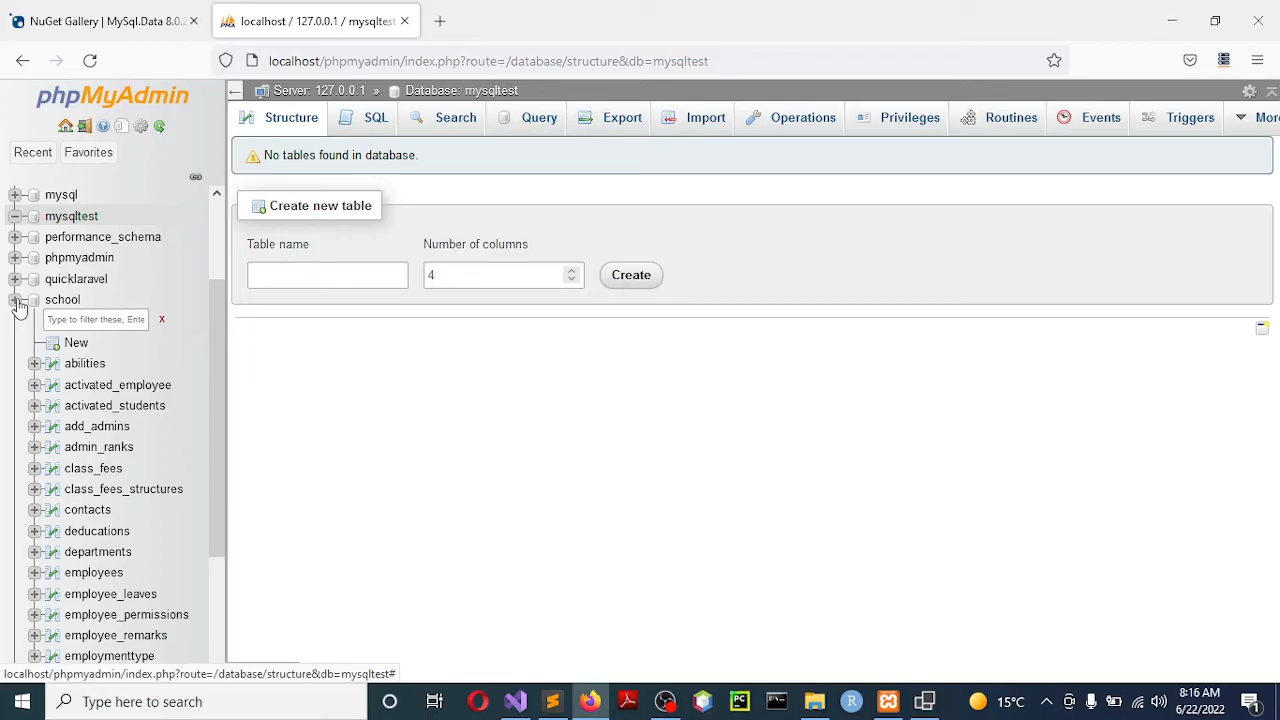 NuGet Gallery | MySql.Data 8.0.
localhost / 127.0.0.1 / mysqltest
localhost/phpmyadmin/index.php?route=/database/structure&db=mysqltest
phpMyAdmin
Recent
Favorites
mysql
mysqltest
performance_schema
phpmyadmin
quicklaravel
school
Type to filter these, Ente
X
New
abilities
activated_employee
activated_students
add_admins
admin_ranks
class_fees
class_fees_structures
contacts
deducations
departments
employees
employee_leaves
employee_permissions
employee_remarks
employmenttype
Server: 127.0.0.1 » Database: mysqltest
Structure
SQL
Search
Query
Export
Import
Operations
Privileges
Routines
Events
Triggers
More
No tables found in database.
Create new table
Table name
Number of columns
4
Create
localhost/phpmyadmin/index.php?route=/database/structure&db=mysqltest#
Type here to search
15°C
8:16 AM
6/22/2022
1